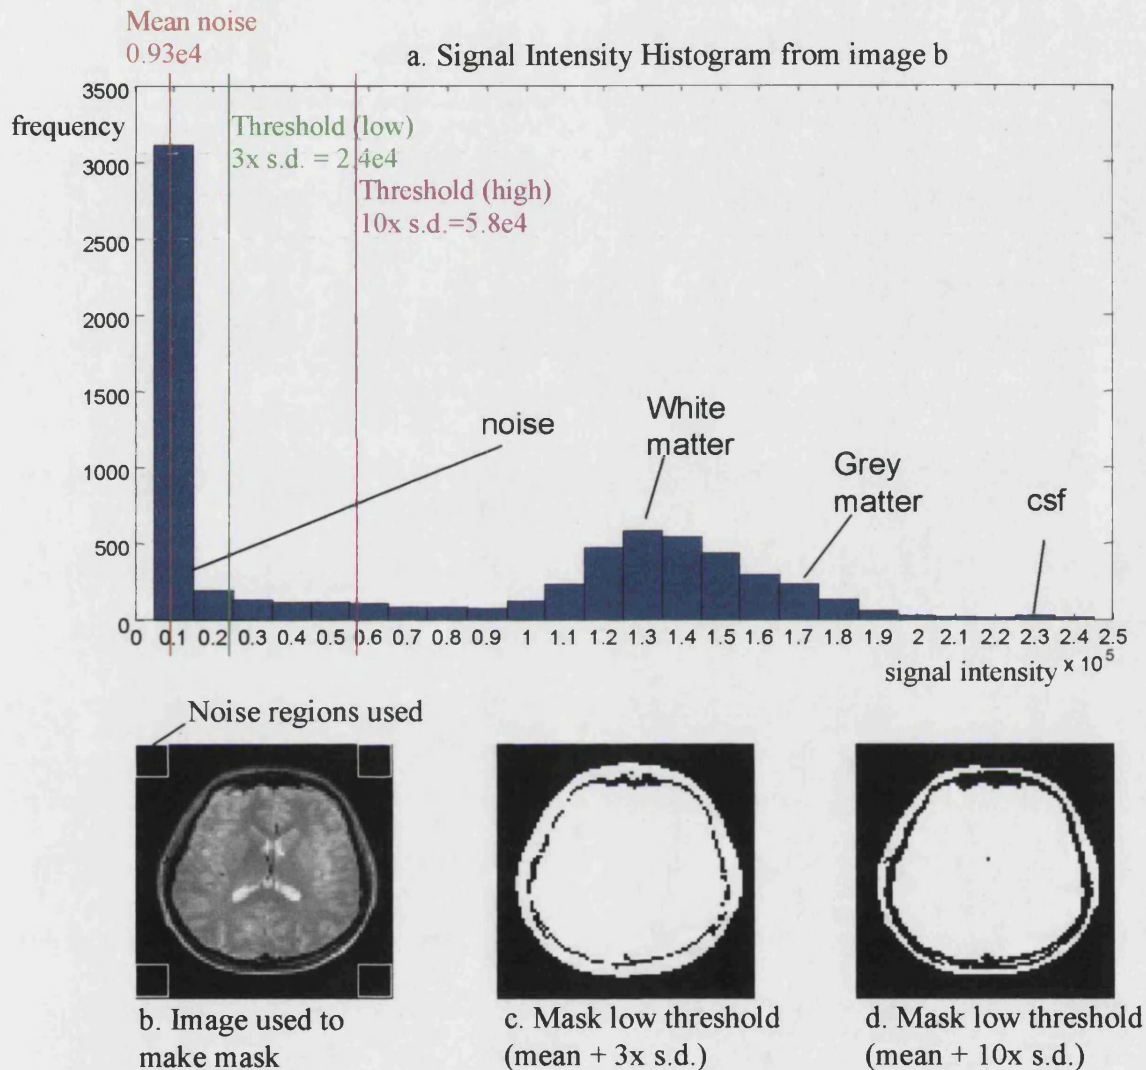 Mean noise
0.93e4
a. Signal Intensity Histogram from image b
3500
frequency
Threshold (low)
3x s.d. = 2.4e4
3000
Threshold (high)
10x s.d.=5.8e4
2500
2000
1500
noise
White
matter
1000
Grey
matter
csf
500
0
0 0.1 0.2 0.3 0.4 0.5 0.6 0.7 0.8 0.9 1 1.1 1.2 1.3 1.4 1.5 1.6 1.7 1.8 1.9 2 2.1 2.2 2.3 2.4 2.5
signal intensity × 10⁵
Noise regions used
b. Image used to
make mask
c. Mask low threshold
(mean + 3x s.d.)
d. Mask low threshold
(mean + 10x s.d.)